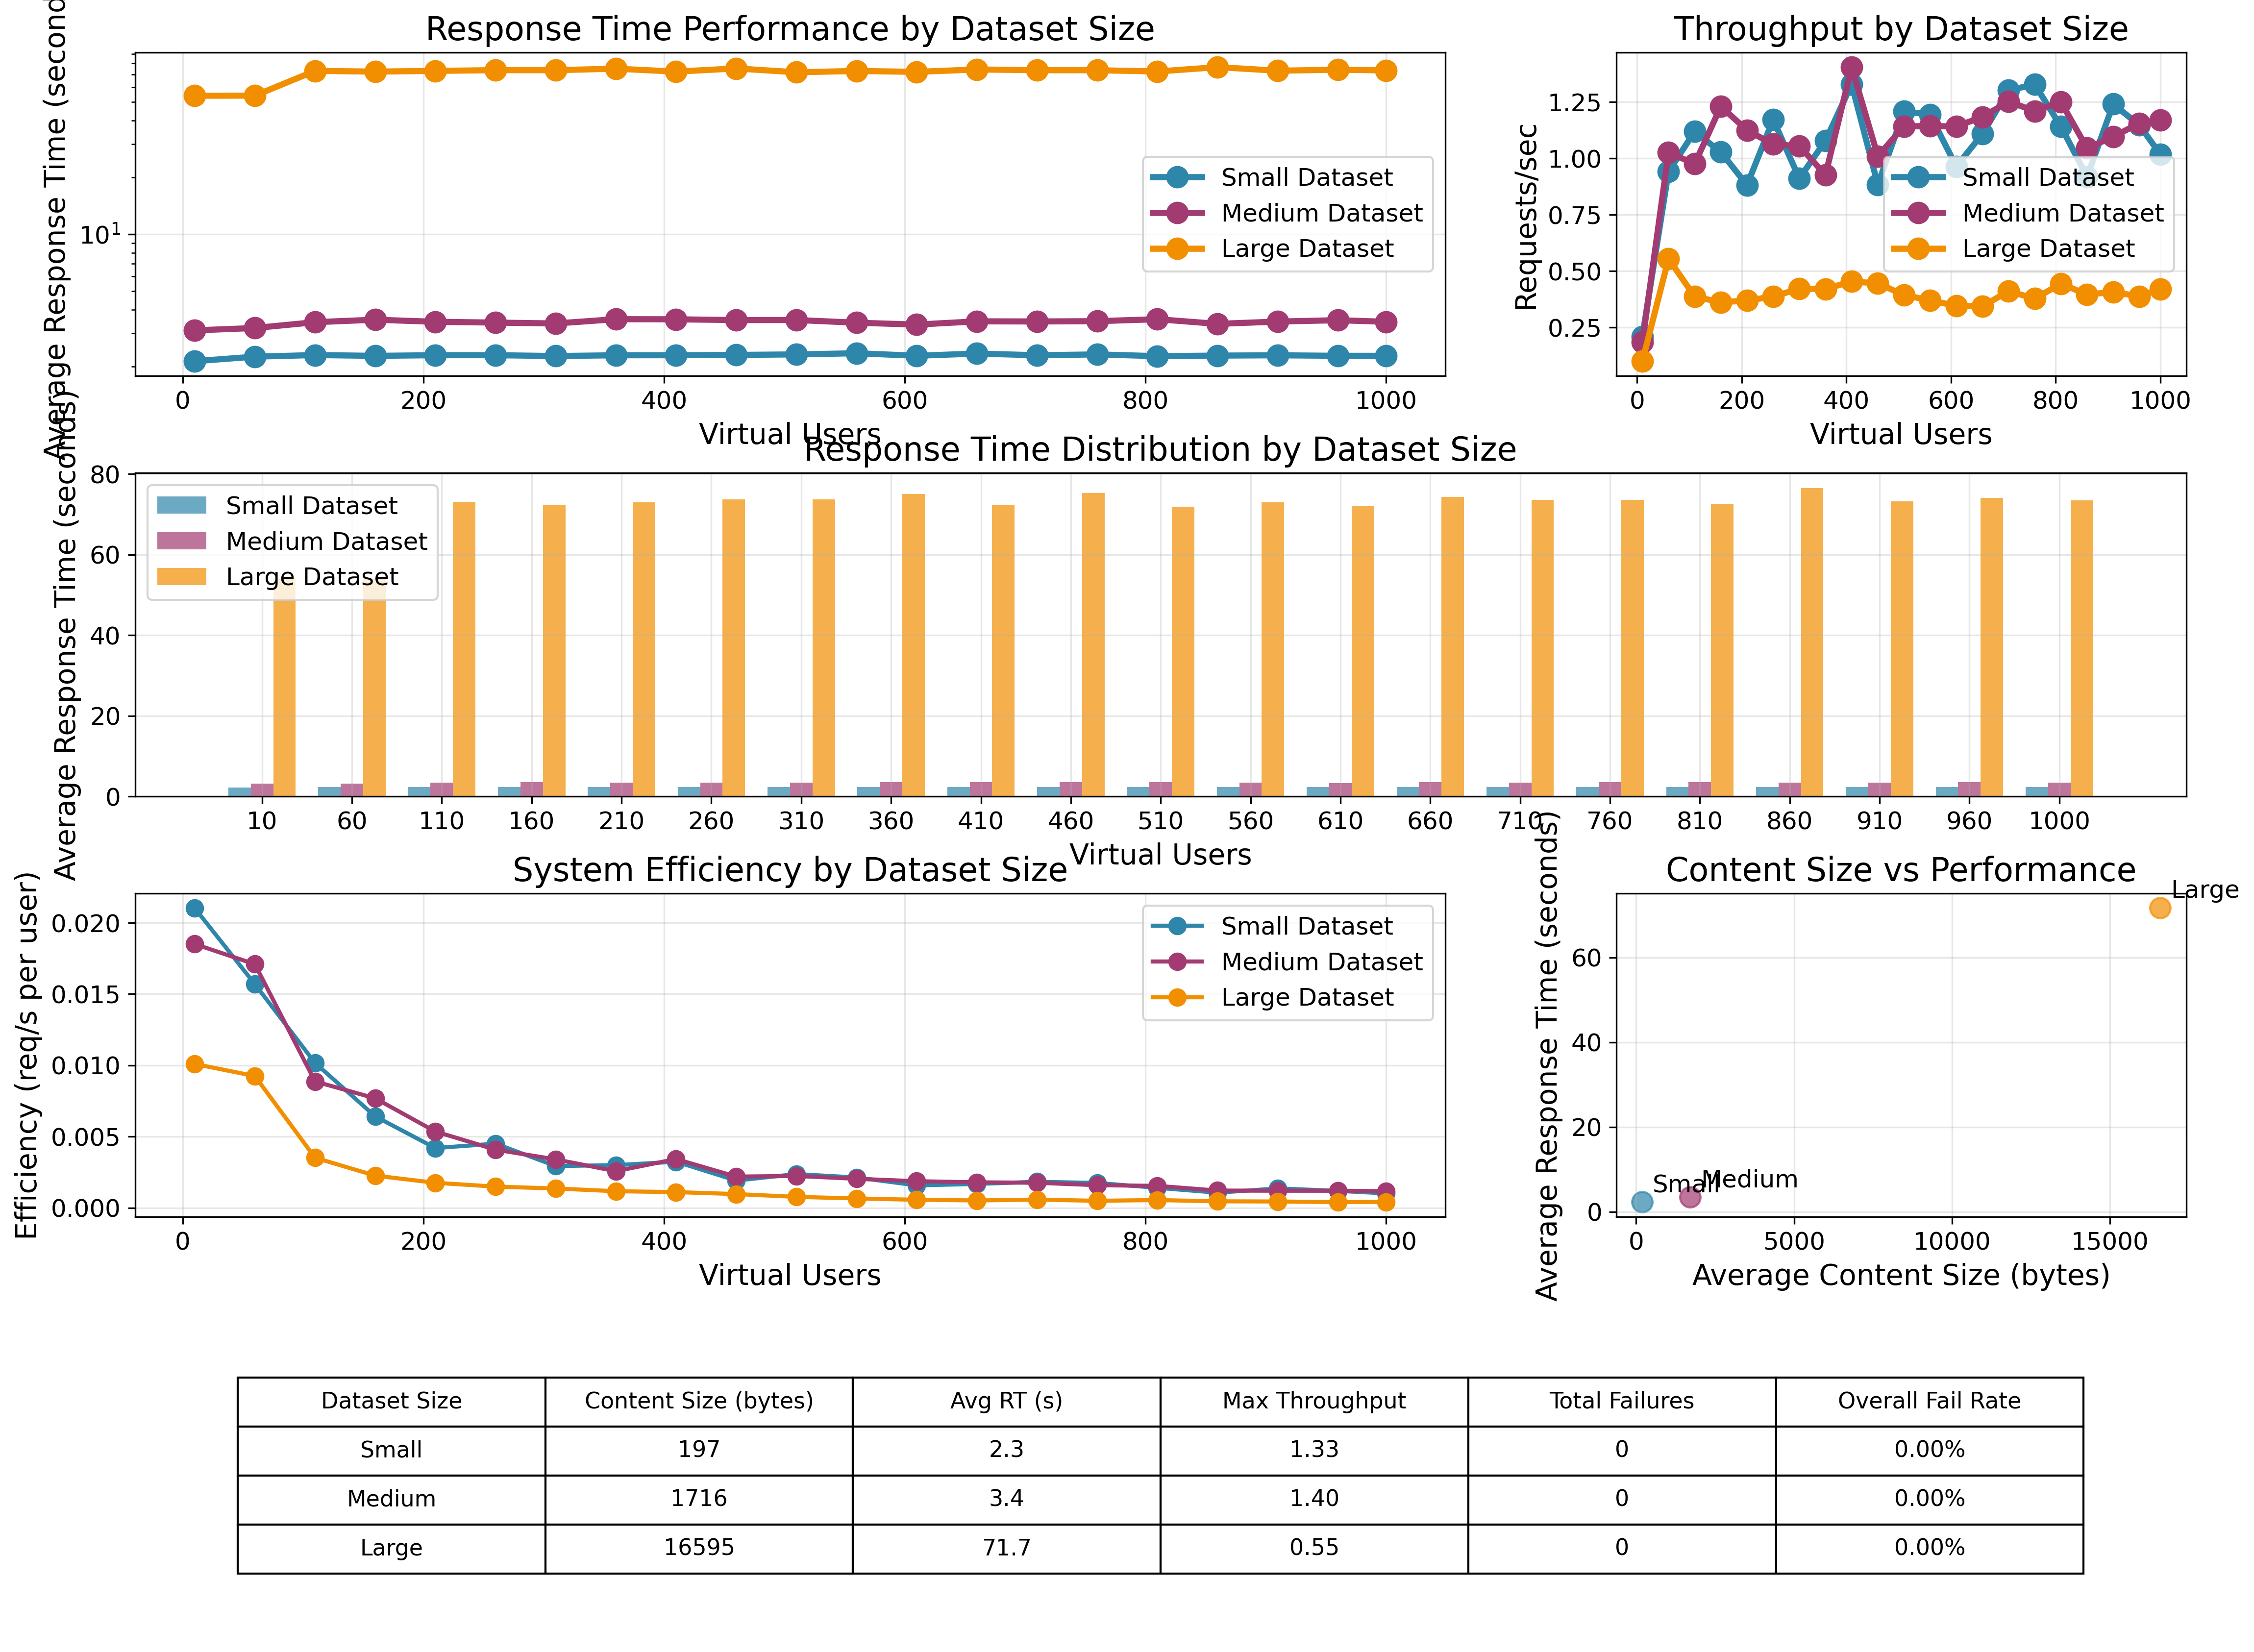 Response Time Performance by Dataset Size
Average Response Time (second
10¹
0 200 400 600 800 1000
Virtual Users
Small Dataset
Medium Dataset
Large Dataset
Throughput by Dataset Size
Requests/sec
1.25
1.00
0.75
0.50
0.25
0 200 400 600 800 1000
Virtual Users
Small Dataset
Medium Dataset
Large Dataset
Response Time Distribution by Dataset Size
Average Response Time (seconds)
80
60
40
20
0
10 60 110 160 210 260 310 360 410 460 510 560 610 660 710 760 810 860 910 960 1000
Virtual Users
Small Dataset
Medium Dataset
Large Dataset
System Efficiency by Dataset Size
Efficiency (req/s per user)
0.020
0.015
0.010
0.005
0.000
0 200 400 600 800 1000
Virtual Users
Small Dataset
Medium Dataset
Large Dataset
Content Size vs Performance
Average Response Time (seconds)
60
40
20
0
0 5000 10000 15000
Average Content Size (bytes)
Large
Small
Medium
Dataset Size Content Size (bytes) Avg RT (s) Max Throughput Total Failures Overall Fail Rate
Small 197 2.3 1.33 0 0.00%
Medium 1716 3.4 1.40 0 0.00%
Large 16595 71.7 0.55 0 0.00%